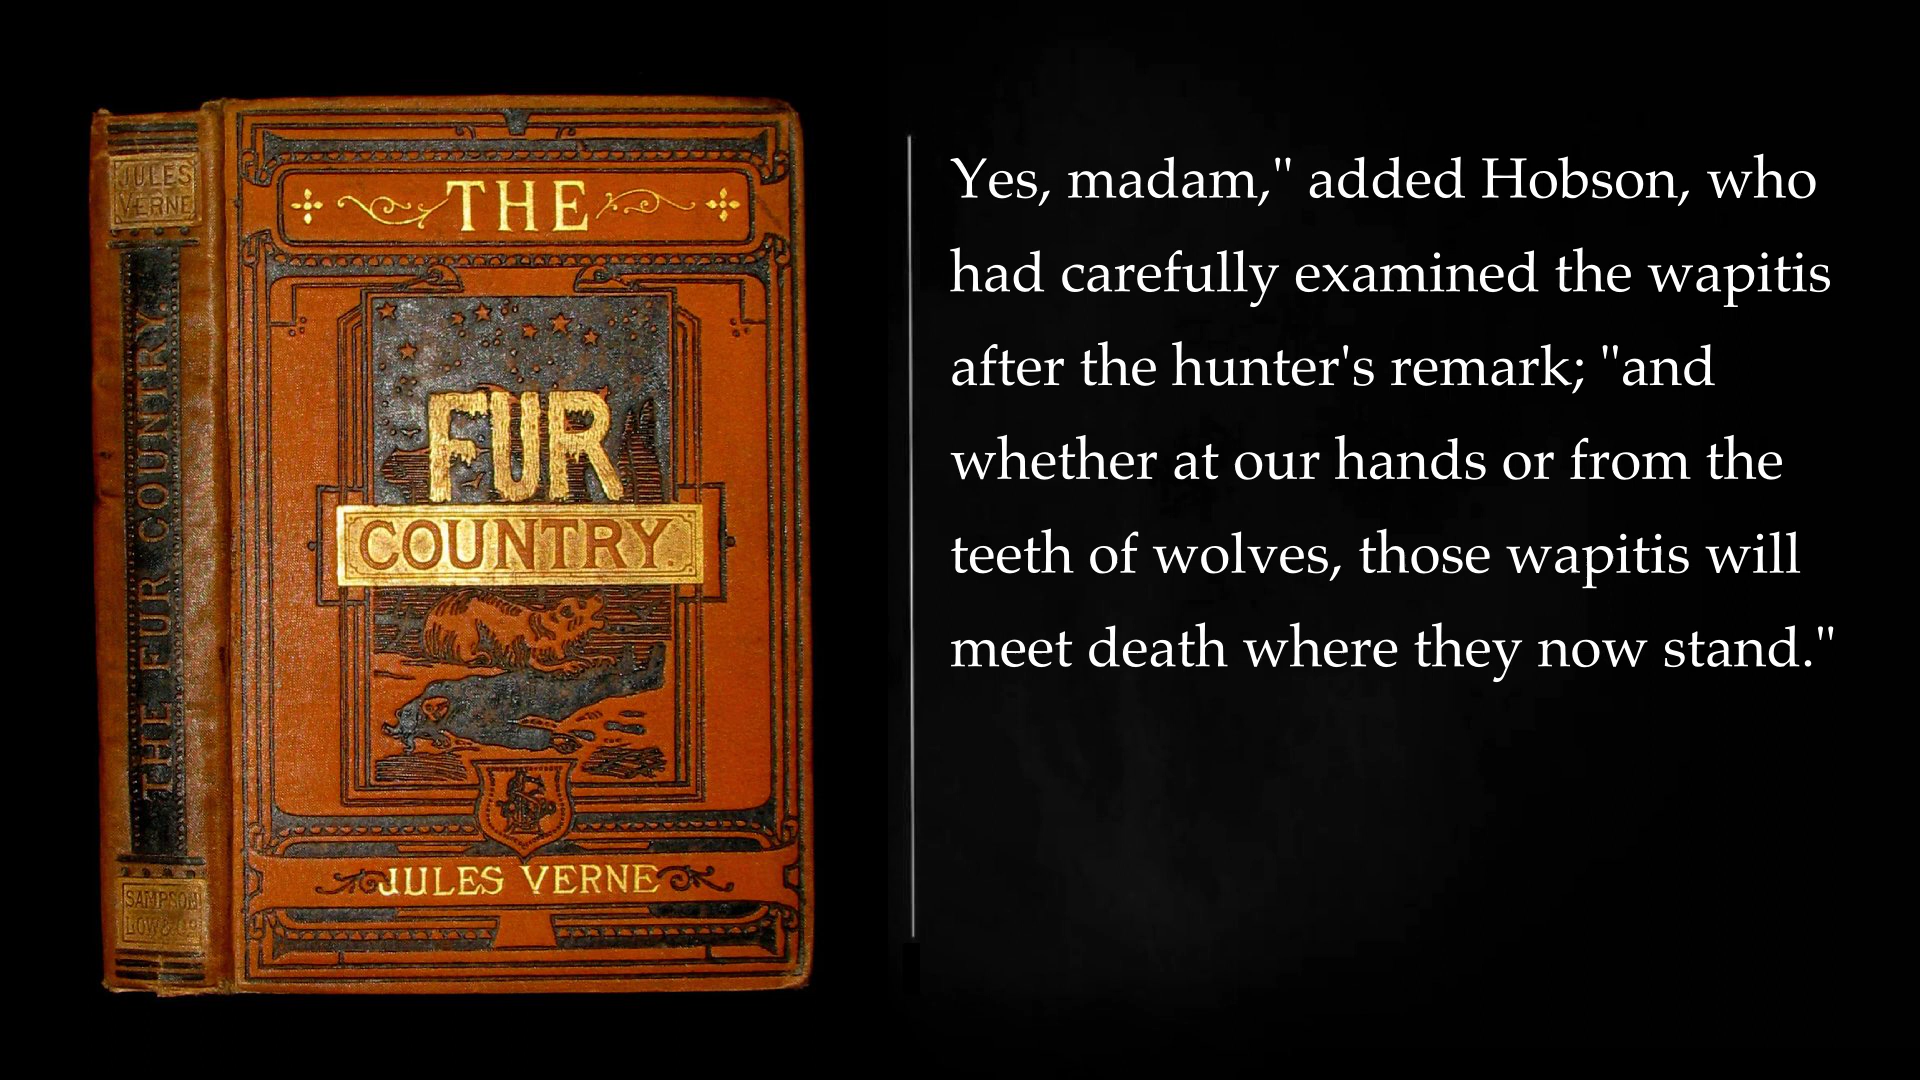 JULES
VERNE
THE FUR COUNTRY.
SAMPSON
LOW & Co
THE
FUR
COUNTRY.
JULES VERNE
Yes, madam," added Hobson, who
had carefully examined the wapitis
after the hunter's remark; "and
whether at our hands or from the
teeth of wolves, those wapitis will
meet death where they now stand."